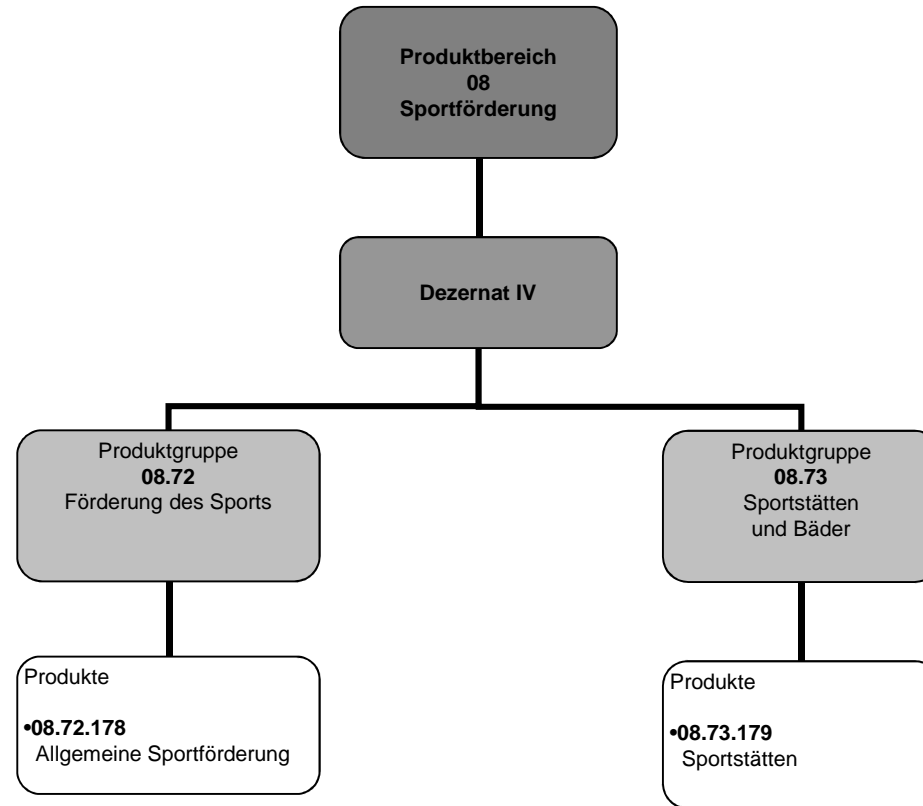 Produktbereich
08
Sportförderung
Dezernat IV
Produktgruppe
08.72
Förderung des Sports
Produktgruppe
08.73
Sportstätten
und Bäder
Produkte
•08.72.178
Allgemeine Sportförderung
Produkte
•08.73.179
Sportstätten